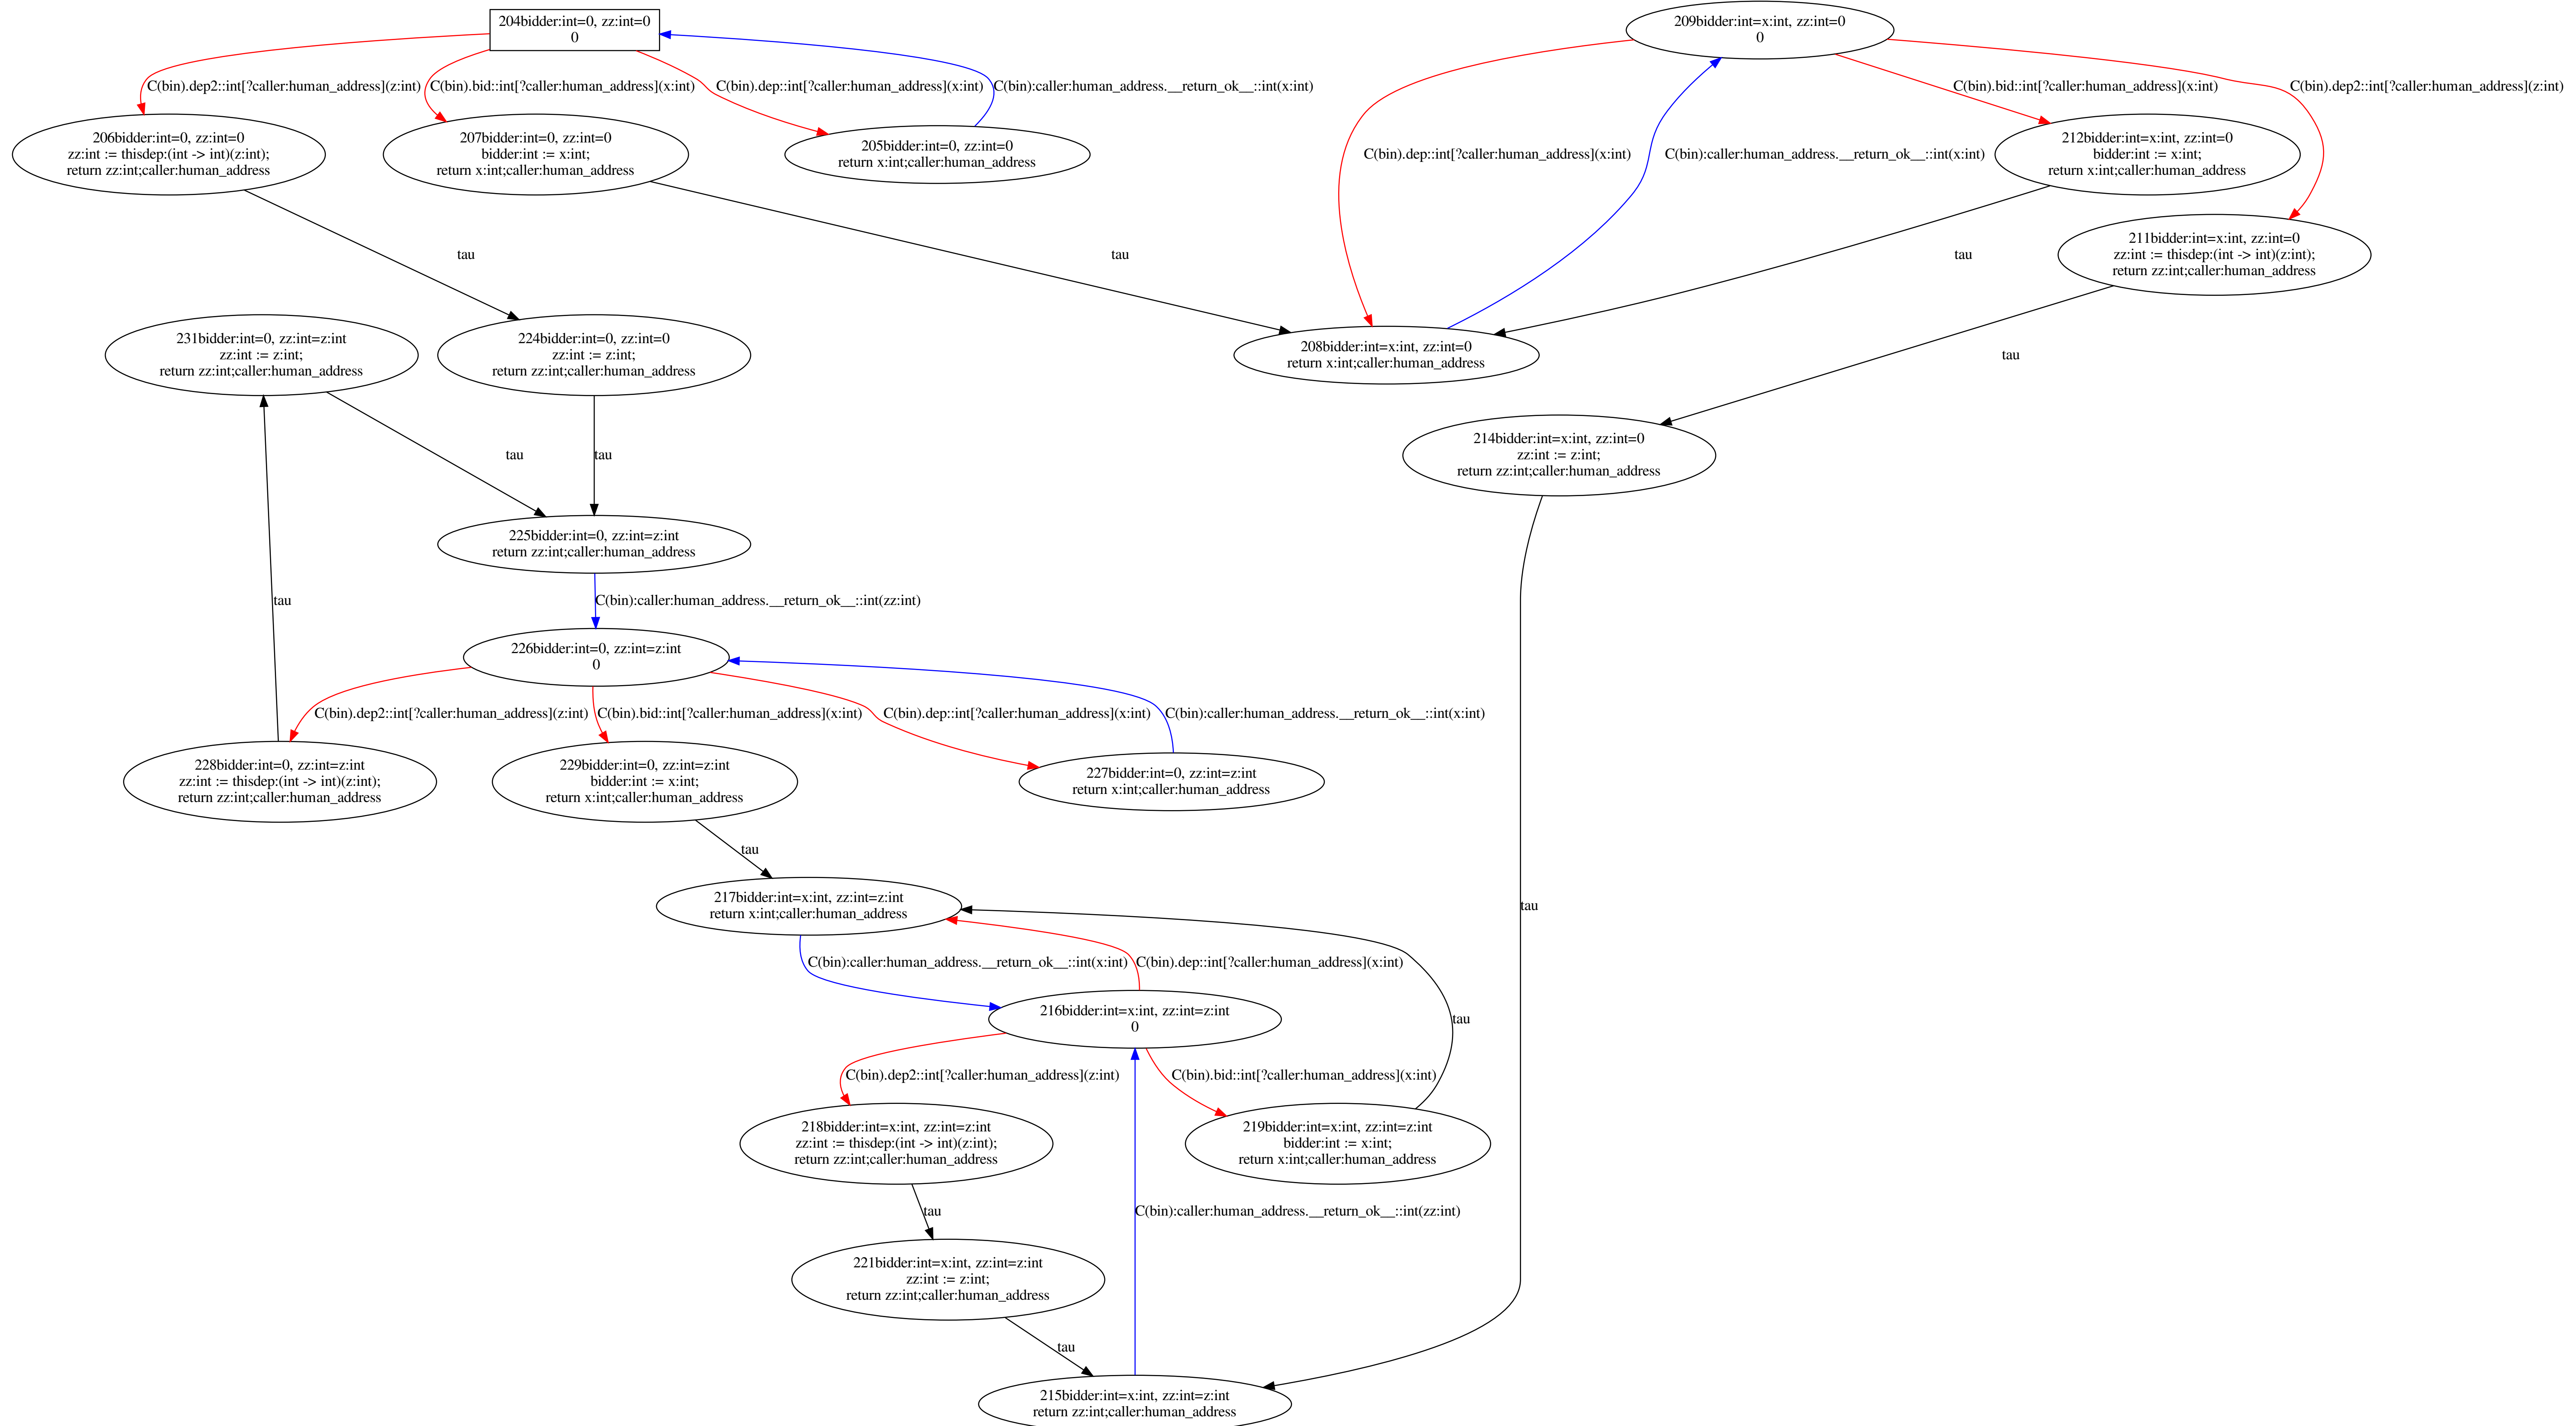 204bidder:int=0, zz:int=0
0
209bidder:int=x:int, zz:int=0
0
C(bin).dep2::int[?caller:human_address](z:int)
C(bin).bid::int[?caller:human_address](x:int)
C(bin).dep::int[?caller:human_address](x:int)
C(bin):caller:human_address.__return_ok__::int(x:int)
C(bin).bid::int[?caller:human_address](x:int)
C(bin).dep2::int[?caller:human_address](z:int)
206bidder:int=0, zz:int=0
zz:int := thisdep:(int -> int)(z:int);
return zz:int;caller:human_address
207bidder:int=0, zz:int=0
bidder:int := x:int;
return x:int;caller:human_address
205bidder:int=0, zz:int=0
return x:int;caller:human_address
C(bin).dep::int[?caller:human_address](x:int)
C(bin):caller:human_address.__return_ok__::int(x:int)
212bidder:int=x:int, zz:int=0
bidder:int := x:int;
return x:int;caller:human_address
tau
tau
tau
211bidder:int=x:int, zz:int=0
zz:int := thisdep:(int -> int)(z:int);
return zz:int;caller:human_address
231bidder:int=0, zz:int=z:int
zz:int := z:int;
return zz:int;caller:human_address
224bidder:int=0, zz:int=0
zz:int := z:int;
return zz:int;caller:human_address
208bidder:int=x:int, zz:int=0
return x:int;caller:human_address
tau
tau
tau
214bidder:int=x:int, zz:int=0
zz:int := z:int;
return zz:int;caller:human_address
225bidder:int=0, zz:int=z:int
return zz:int;caller:human_address
tau
C(bin):caller:human_address.__return_ok__::int(zz:int)
226bidder:int=0, zz:int=z:int
0
C(bin).dep2::int[?caller:human_address](z:int)
C(bin).bid::int[?caller:human_address](x:int)
C(bin).dep::int[?caller:human_address](x:int)
C(bin):caller:human_address.__return_ok__::int(x:int)
228bidder:int=0, zz:int=z:int
zz:int := thisdep:(int -> int)(z:int);
return zz:int;caller:human_address
229bidder:int=0, zz:int=z:int
bidder:int := x:int;
return x:int;caller:human_address
227bidder:int=0, zz:int=z:int
return x:int;caller:human_address
tau
217bidder:int=x:int, zz:int=z:int
return x:int;caller:human_address
tau
C(bin):caller:human_address.__return_ok__::int(x:int)
C(bin).dep::int[?caller:human_address](x:int)
216bidder:int=x:int, zz:int=z:int
0
tau
C(bin).dep2::int[?caller:human_address](z:int)
C(bin).bid::int[?caller:human_address](x:int)
218bidder:int=x:int, zz:int=z:int
zz:int := thisdep:(int -> int)(z:int);
return zz:int;caller:human_address
219bidder:int=x:int, zz:int=z:int
bidder:int := x:int;
return x:int;caller:human_address
tau
C(bin):caller:human_address.__return_ok__::int(zz:int)
221bidder:int=x:int, zz:int=z:int
zz:int := z:int;
return zz:int;caller:human_address
tau
215bidder:int=x:int, zz:int=z:int
return zz:int;caller:human_address